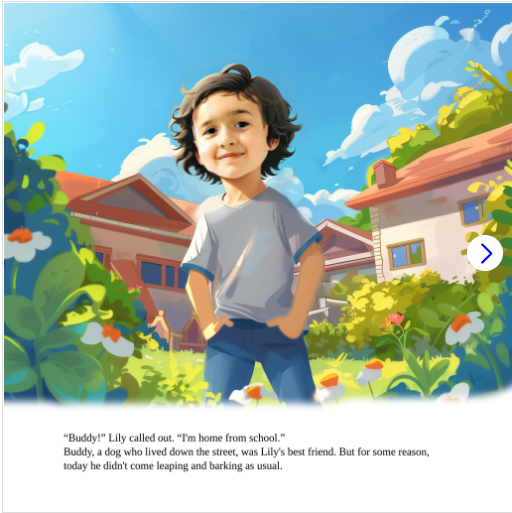 “Buddy!” Lily called out. “I'm home from school.”
Buddy, a dog who lived down the street, was Lily's best friend. But for some reason,
today he didn't come leaping and barking as usual.